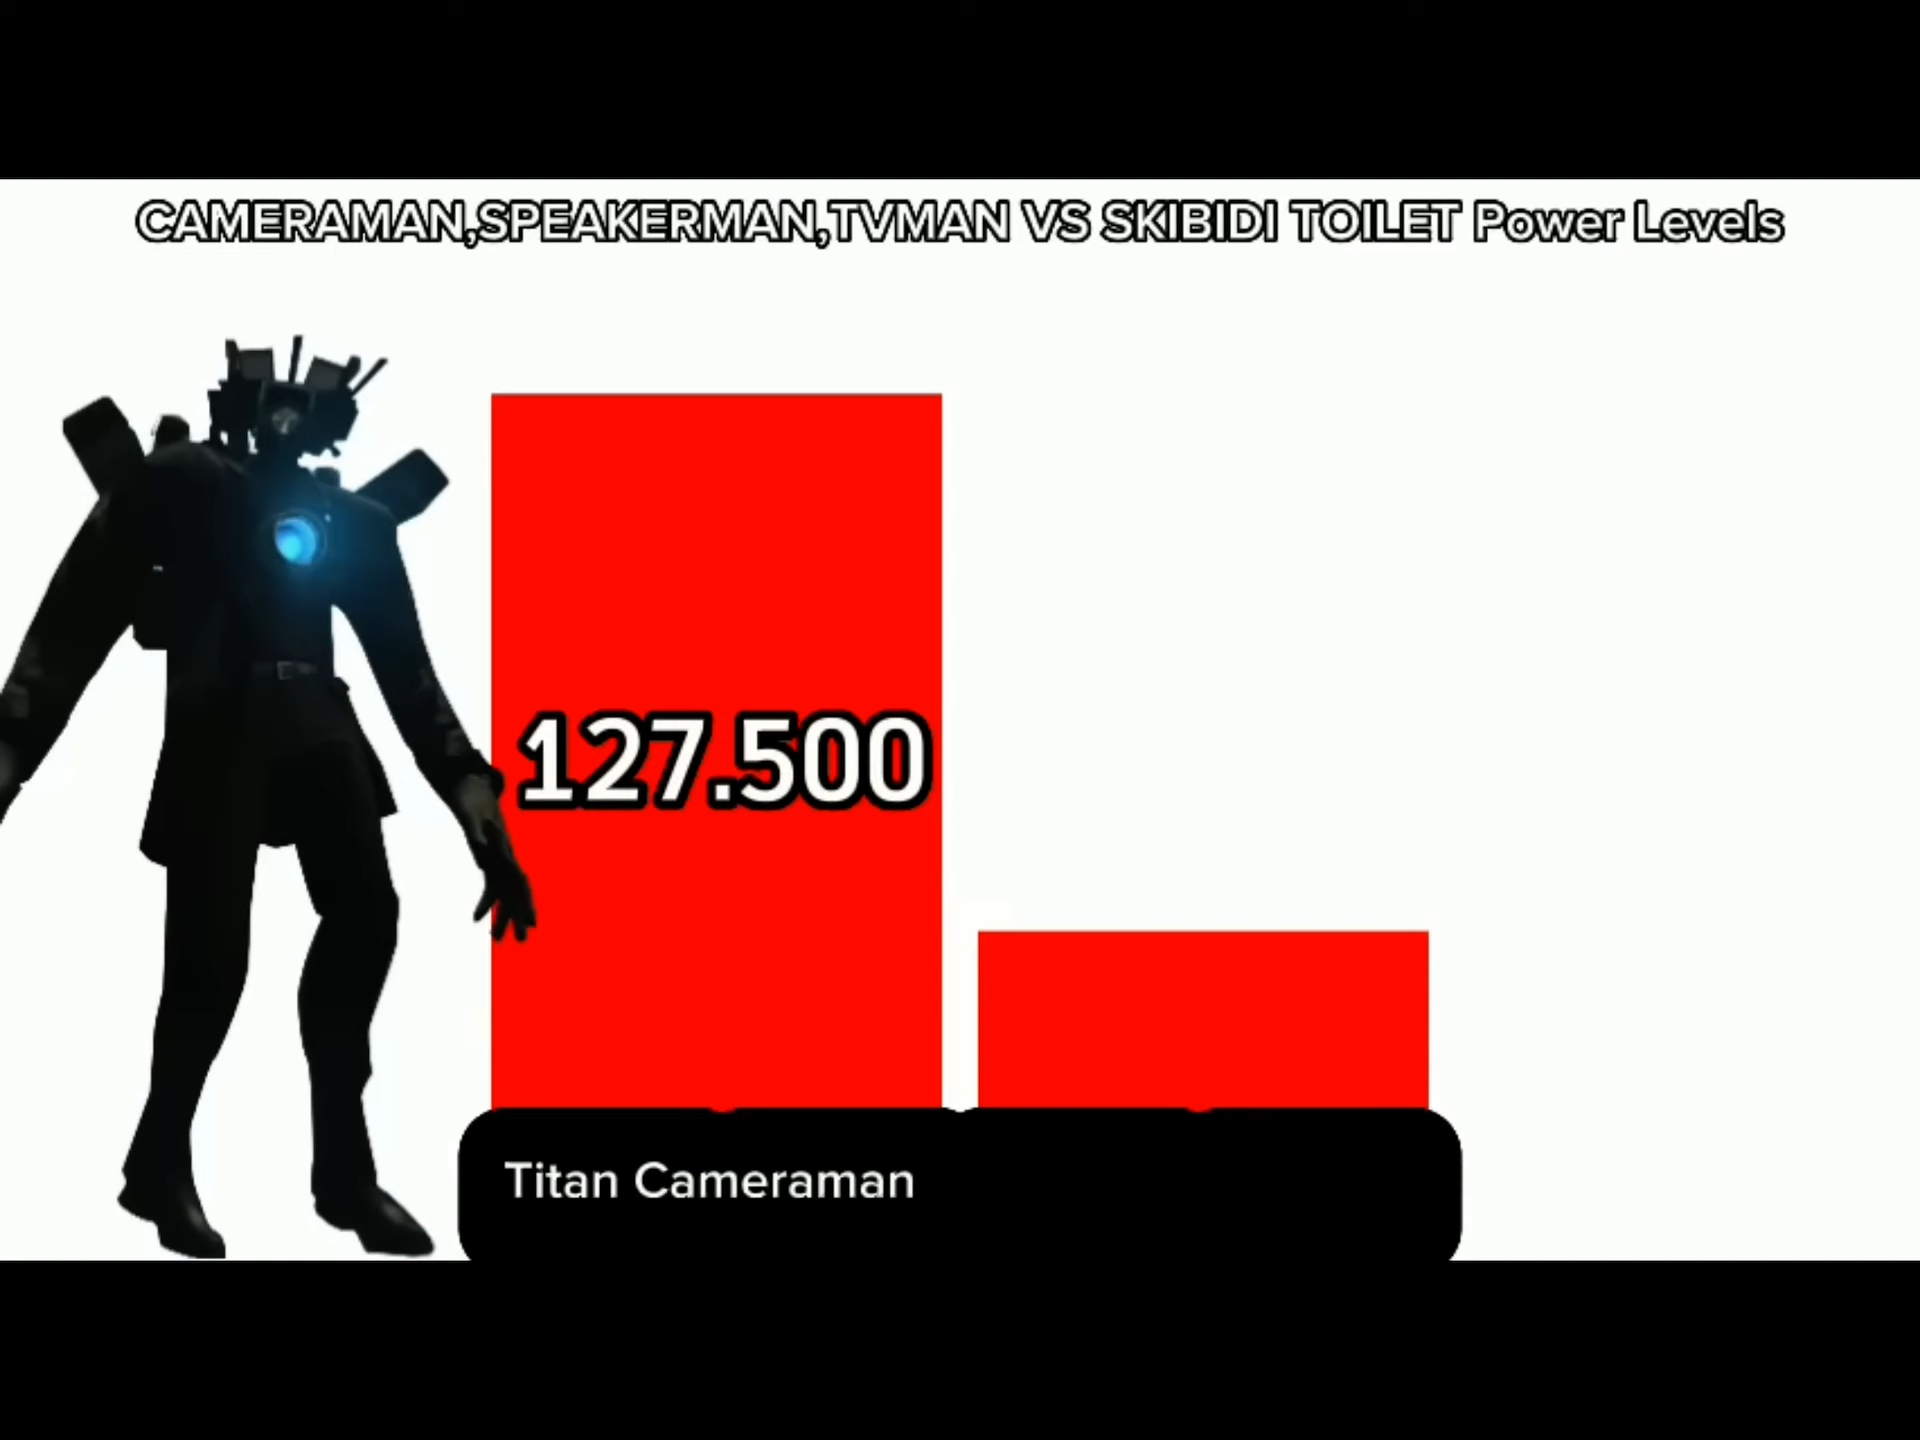 CAMERAMAN,SPEAKERMAN,TVMAN VS SKIBIDI TOILET Power Levels
127.500
Titan Cameraman